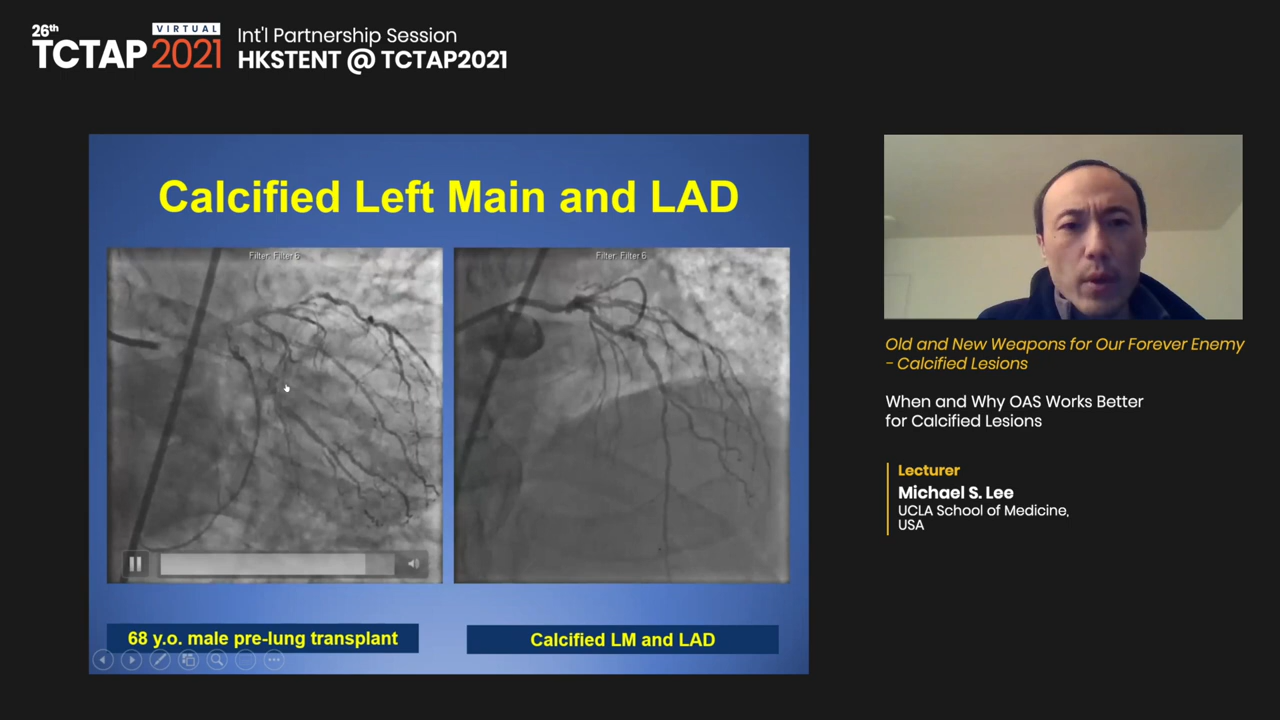 26th
VIRTUAL
TCTAP 2021
Int'l Partnership Session
HKSTENT @ TCTAP2021
Calcified Left Main and LAD
Filter: Filter 6
Filter: Filter 6
68 y.o. male pre-lung transplant
Calcified LM and LAD
Old and New Weapons for Our Forever Enemy
- Calcified Lesions
When and Why OAS Works Better
for Calcified Lesions
Lecturer
Michael S. Lee
UCLA School of Medicine,
USA